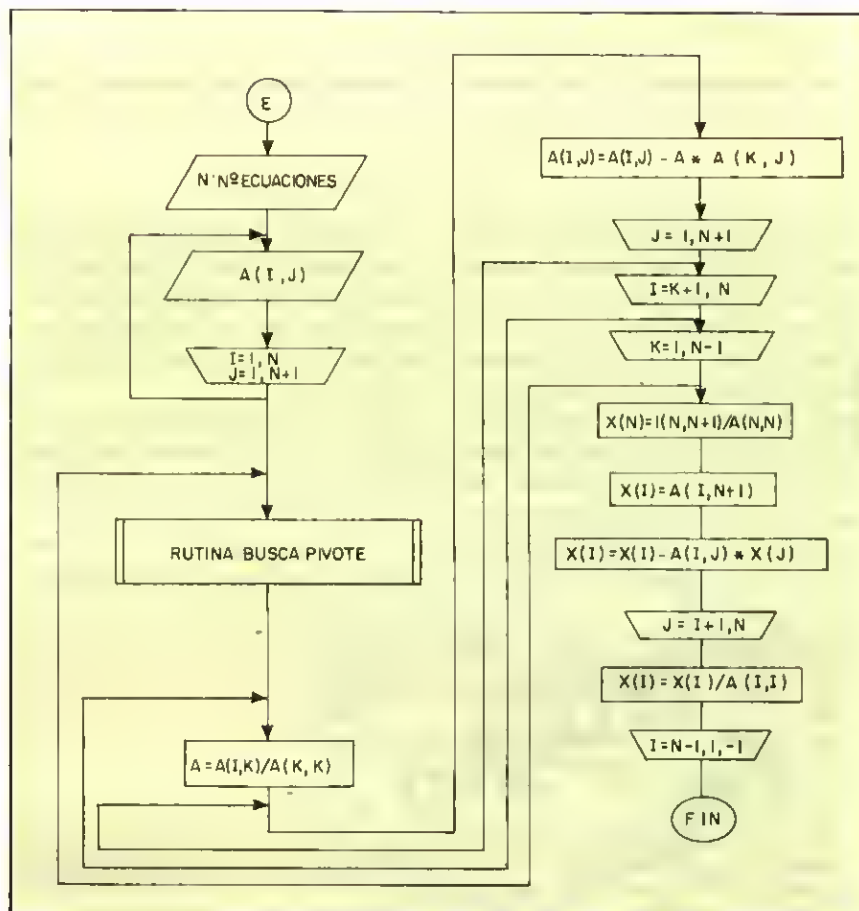 E
N·Nº ECUACIONES
A(I,J)
I=1, N
J=1, N+1
RUTINA BUSCA PIVOTE
A=A(I,K)/A(K,K)
A(I,J)=A(I,J)-A * A(K,J)
J=1, N+1
I=K+1, N
K=1, N-1
X(N)=I(N,N+1)/A(N,N)
X(I)=A(I,N+1)
X(I)=X(I)-A(I,J)*X(J)
J=I+1,N
X(I)=X(I)/A(I,I)
I=N-1,1,-1
FIN